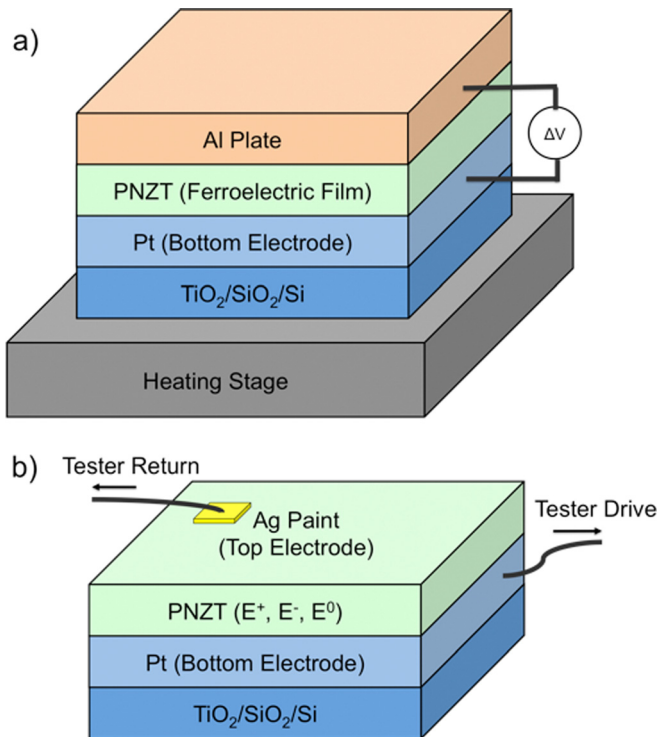 a)
ΔV
Al Plate
PNZT (Ferroelectric Film)
Pt (Bottom Electrode)
TiO₂/SiO₂/Si
Heating Stage
b)
Tester Return
Tester Drive
Ag Paint
(Top Electrode)
PNZT (E⁺, E⁻, E⁰)
Pt (Bottom Electrode)
TiO₂/SiO₂/Si